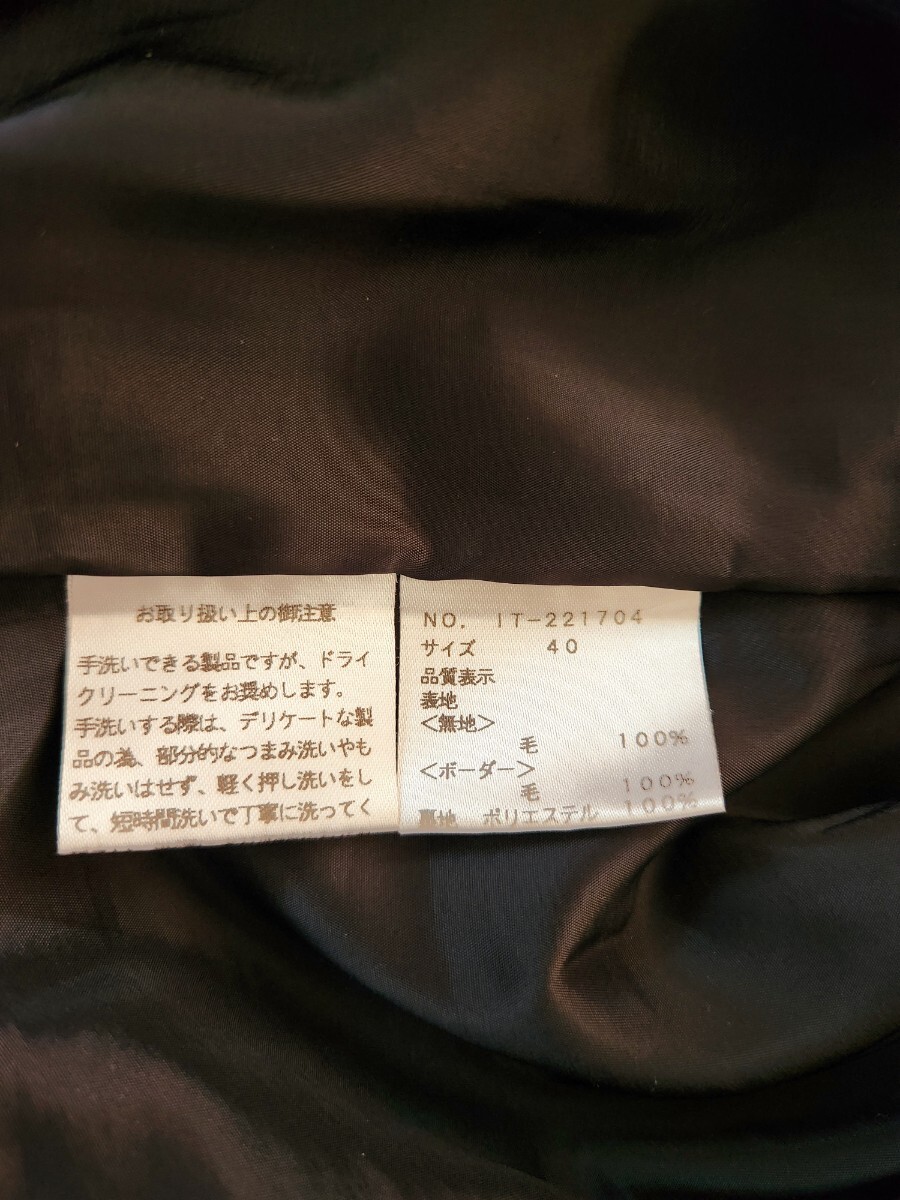 お取り扱い上の御注意
手洗いできる製品ですが、ドライ
クリーニングをお奨めします。
手洗いする際は、デリケートな製
品の為、部分的なつまみ洗いやも
み洗いはせず、軽く押し洗いをし
て、短時間洗いで丁寧に洗ってく
NO. IT-221704
サイズ 40
品質表示
表地
<無地>
毛 100%
<ボーダー>
毛 100%
裏地 ポリエステル 100%